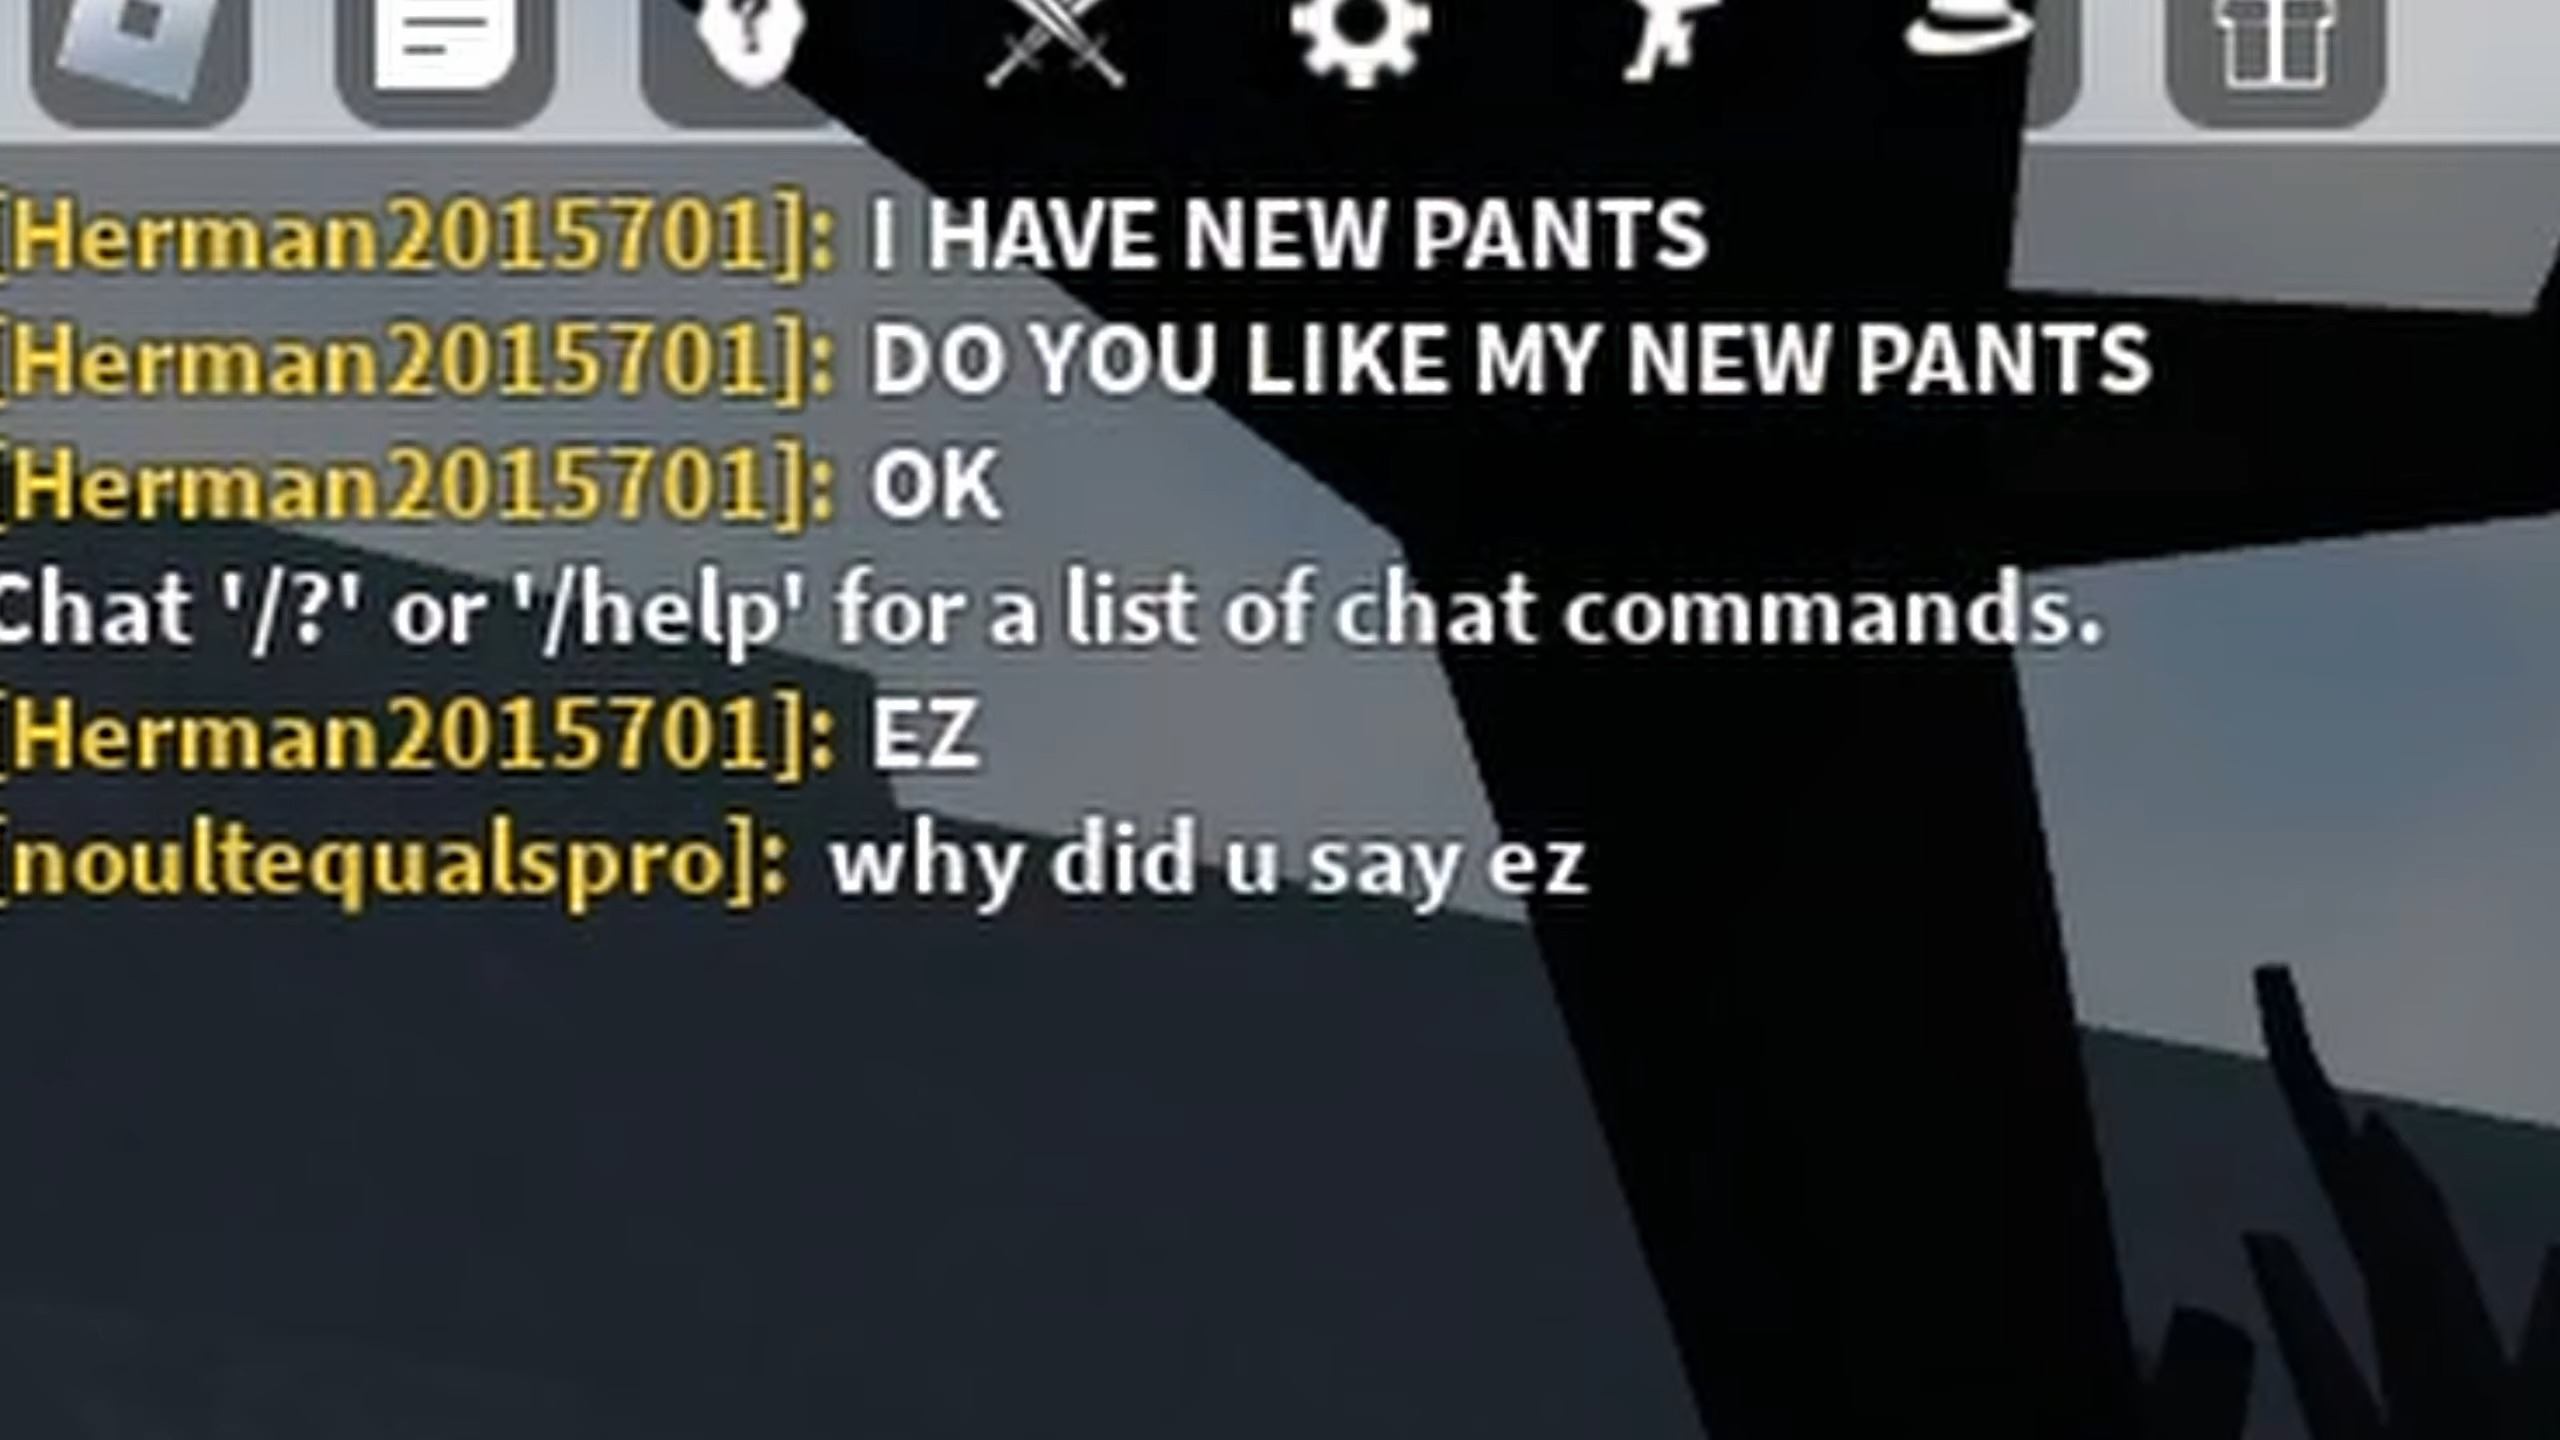 [Herman2015701]: I HAVE NEW PANTS
[Herman2015701]: DO YOU LIKE MY NEW PANTS
[Herman2015701]: OK
Chat '/?' or '/help' for a list of chat commands.
[Herman2015701]: EZ
[noultequalspro]: why did u say ez